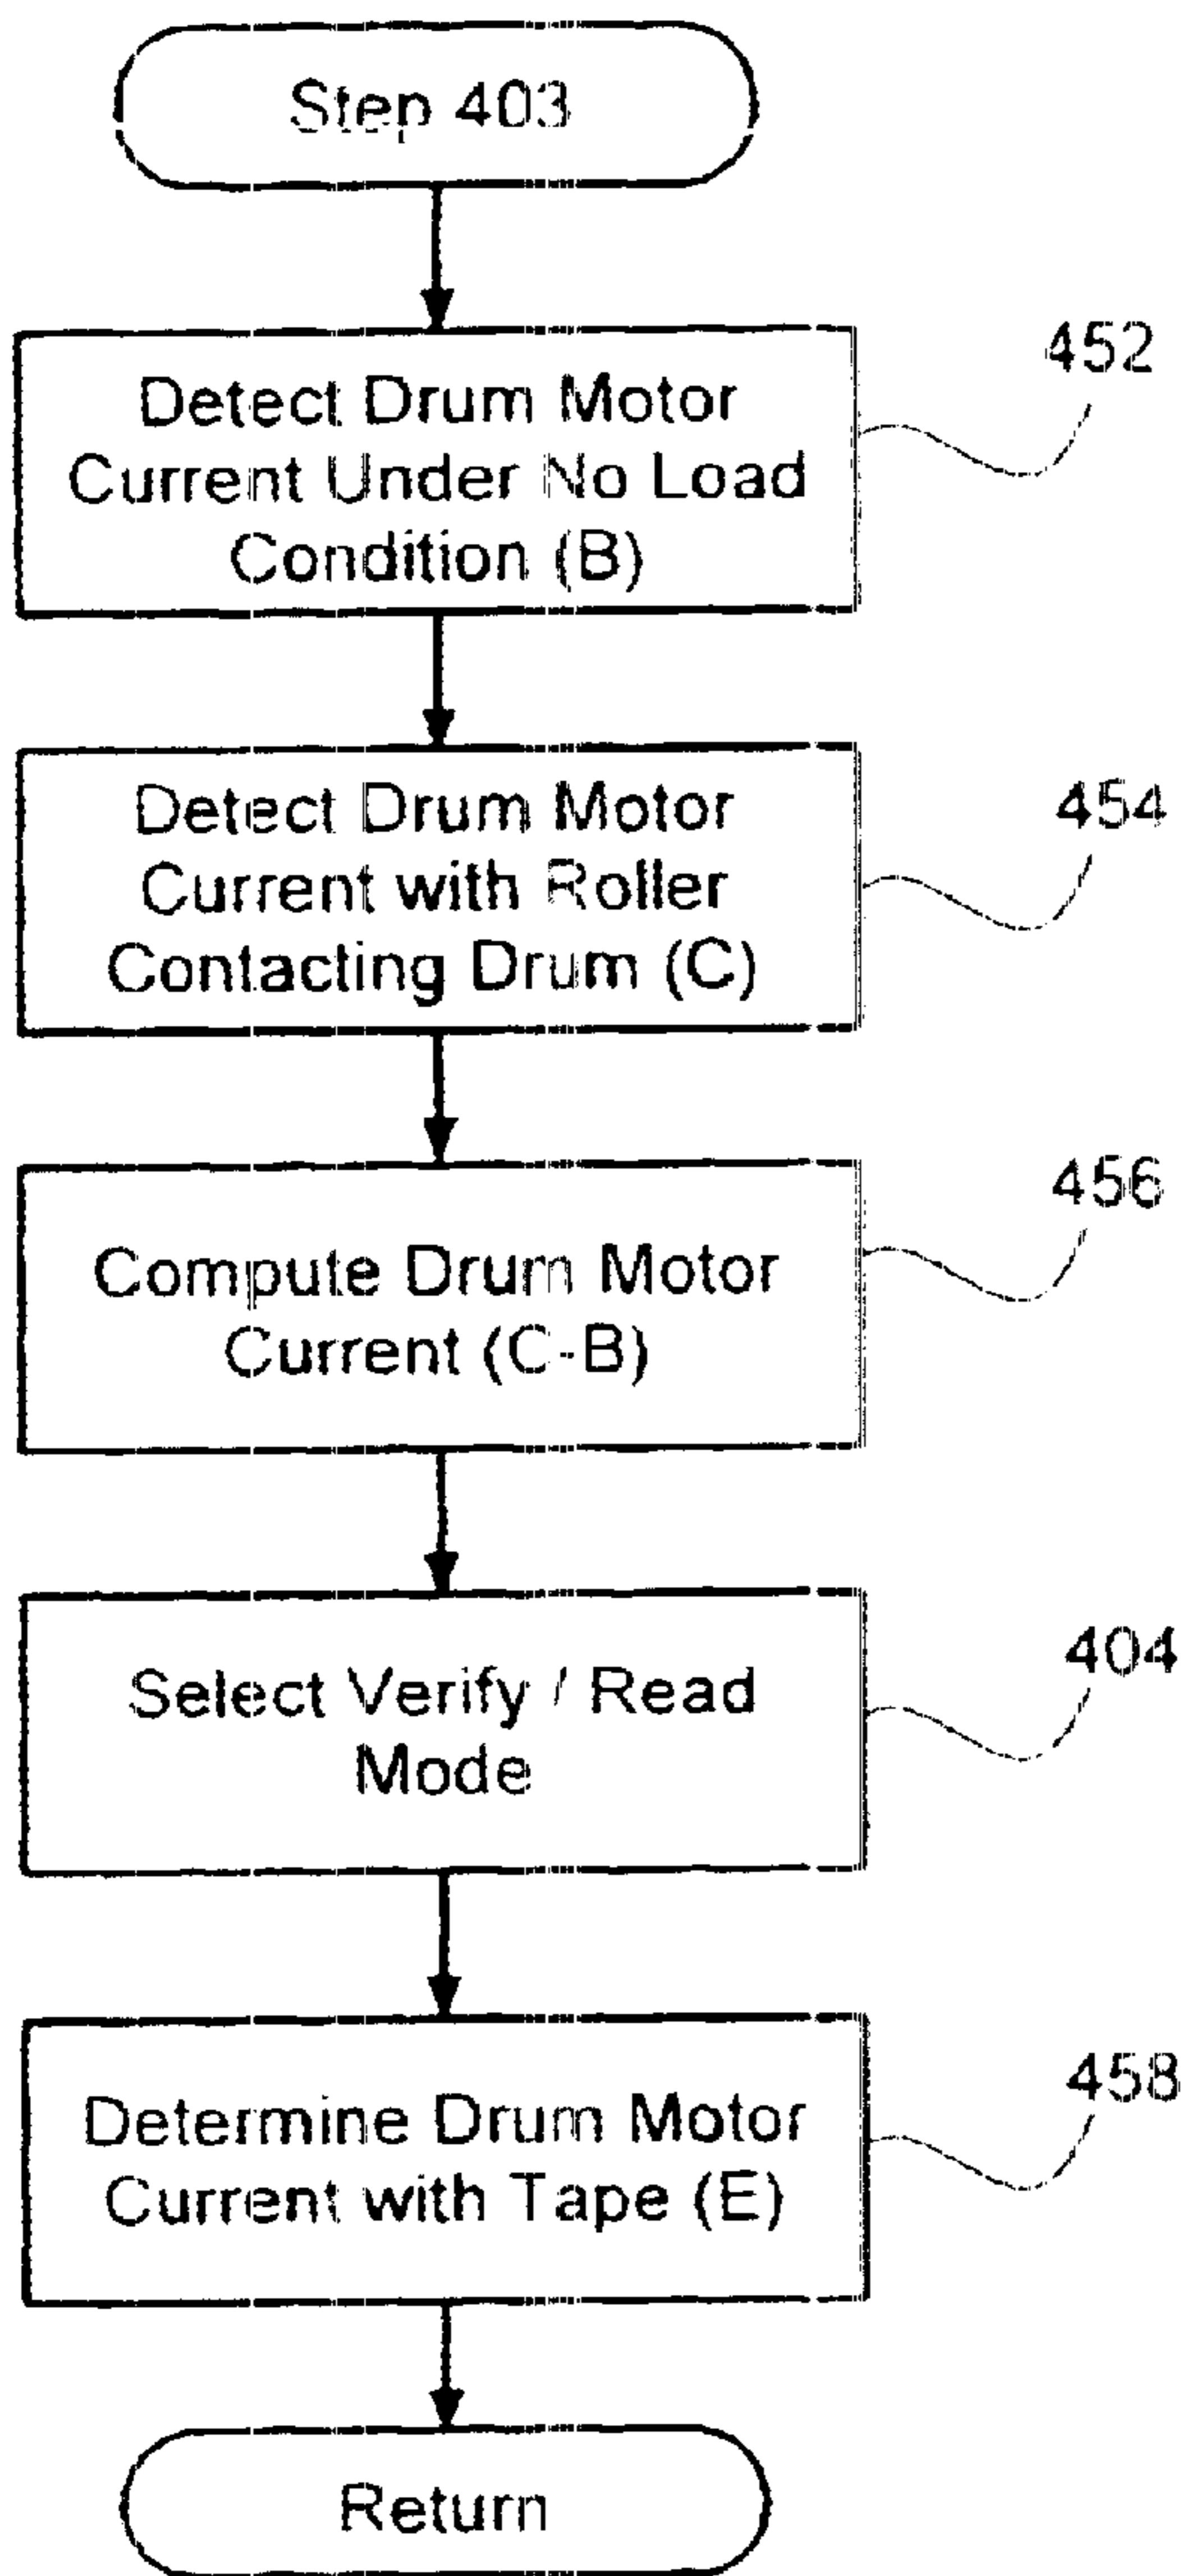 Step 403
Detect Drum Motor
Current Under No Load
Condition (B)
452
Detect Drum Motor
Current with Roller
Contacting Drum (C)
454
Compute Drum Motor
Current (C-B)
456
Select Verify / Read
Mode
404
Determine Drum Motor
Current with Tape (E)
458
Return